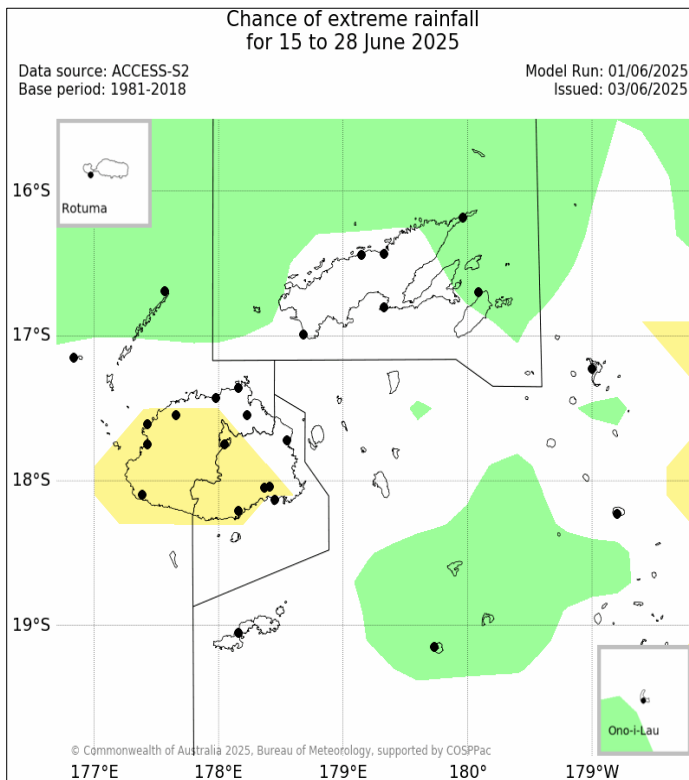 Chance of extreme rainfall
for 15 to 28 June 2025
Data source: ACCESS-S2
Base period: 1981-2018
Model Run: 01/06/2025
Issued: 03/06/2025
Rotuma
16°S
17°S
18°S
19°S
Ono-i-Lau
© Commonwealth of Australia 2025, Bureau of Meteorology, supported by COSPPac
177°E
178°E
179°E
180°
179°W